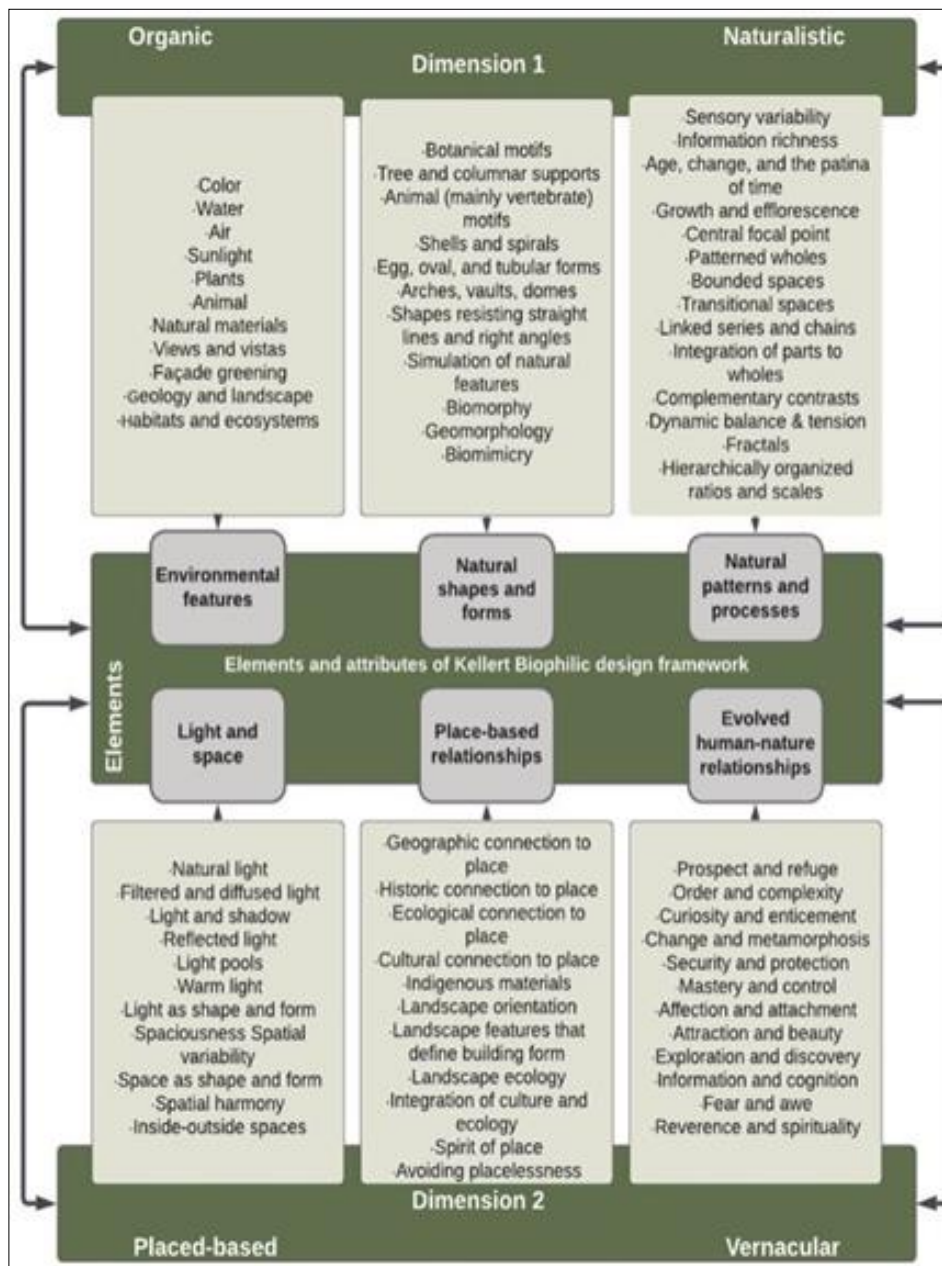 Organic
Naturalistic
Dimension 1
·Color
·Water
·Air
·Sunlight
·Plants
·Animal
·Natural materials
·Views and vistas
·Façade greening
·Geology and landscape
·Habitats and ecosystems
·Botanical motifs
·Tree and columnar supports
·Animal (mainly vertebrate)
motifs
·Shells and spirals
·Egg, oval, and tubular forms
·Arches, vaults, domes
·Shapes resisting straight
lines and right angles
·Simulation of natural
features
·Biomorphy
·Geomorphology
·Biomimicry
·Sensory variability
·Information richness
·Age, change, and the patina
of time
·Growth and efflorescence
·Central focal point
·Patterned wholes
·Bounded spaces
·Transitional spaces
·Linked series and chains
·Integration of parts to
wholes
·Complementary contrasts
·Dynamic balance & tension
·Fractals
·Hierarchically organized
ratios and scales
Environmental
features
Natural
shapes and
forms
Natural
patterns and
processes
Elements and attributes of Kellert Biophilic design framework
Elements
Light and
space
Place-based
relationships
Evolved
human-nature
relationships
·Natural light
·Filtered and diffused light
·Light and shadow
·Reflected light
·Light pools
·Warm light
·Light as shape and form
·Spaciousness Spatial
variability
·Space as shape and form
·Spatial harmony
·Inside-outside spaces
·Geographic connection to
place
·Historic connection to place
·Ecological connection to
place
·Cultural connection to place
·Indigenous materials
·Landscape orientation
·Landscape features that
define building form
·Landscape ecology
·Integration of culture and
ecology
·Spirit of place
·Avoiding placelessness
·Prospect and refuge
·Order and complexity
·Curiosity and enticement
·Change and metamorphosis
·Security and protection
·Mastery and control
·Affection and attachment
·Attraction and beauty
·Exploration and discovery
·Information and cognition
·Fear and awe
·Reverence and spirituality
Dimension 2
Placed-based
Vernacular